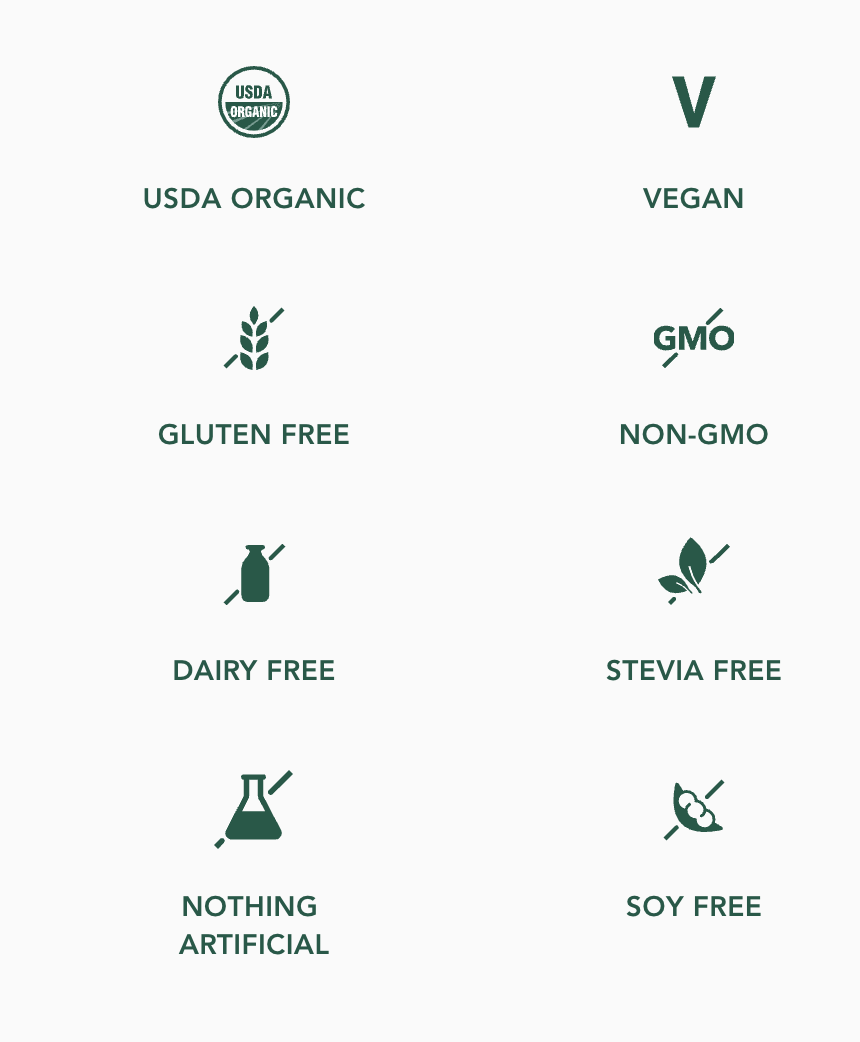 USDA
ORGANIC
V
USDA ORGANIC
VEGAN
GMO
GLUTEN FREE
NON-GMO
DAIRY FREE
STEVIA FREE
NOTHING
ARTIFICIAL
SOY FREE